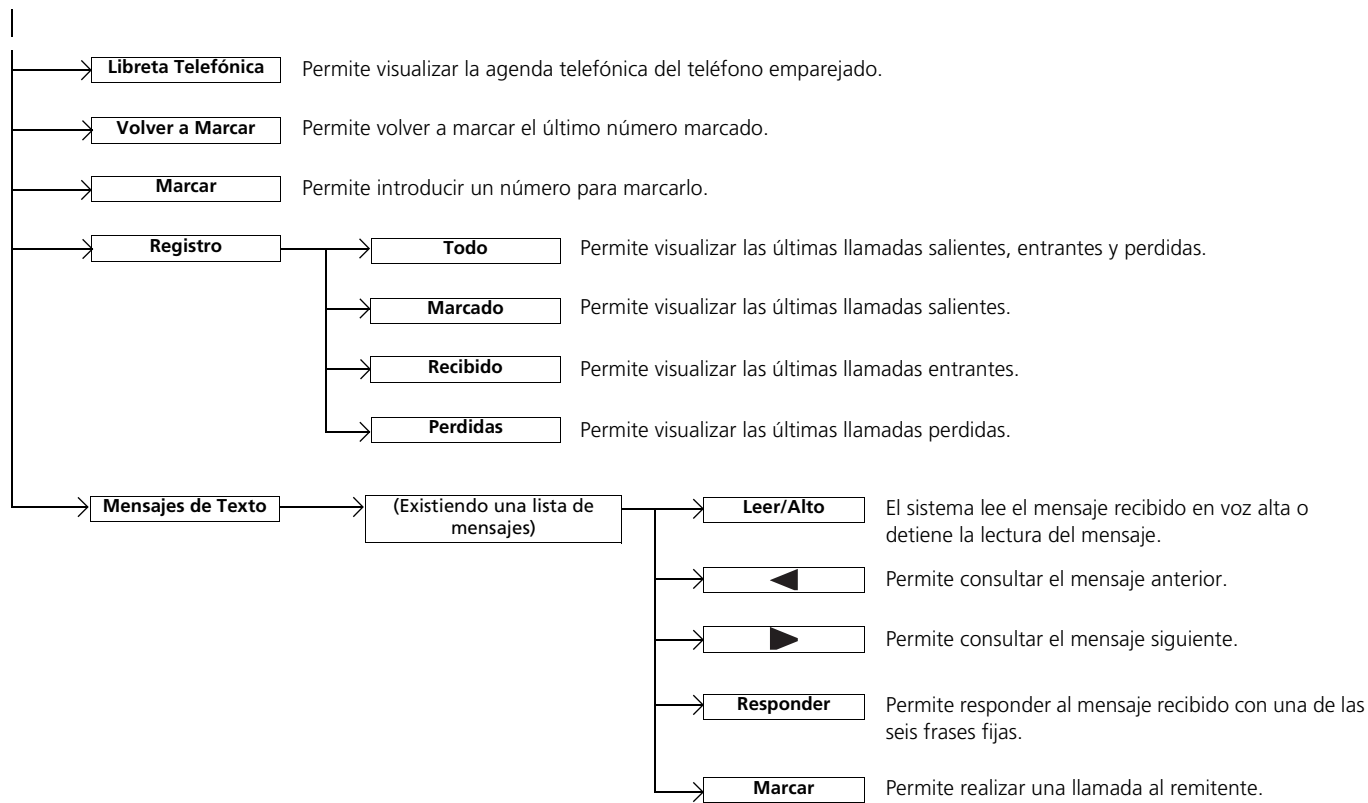 Libreta Telefónica
Permite visualizar la agenda telefónica del teléfono emparejado.
Volver a Marcar
Permite volver a marcar el último número marcado.
Marcar
Permite introducir un número para marcarlo.
Registro
Todo
Permite visualizar las últimas llamadas salientes, entrantes y perdidas.
Marcado
Permite visualizar las últimas llamadas salientes.
Recibido
Permite visualizar las últimas llamadas entrantes.
Perdidas
Permite visualizar las últimas llamadas perdidas.
Mensajes de Texto
(Existiendo una lista de
mensajes)
Leer/Alto
El sistema lee el mensaje recibido en voz alta o
detiene la lectura del mensaje.
Permite consultar el mensaje anterior.
Permite consultar el mensaje siguiente.
Responder
Permite responder al mensaje recibido con una de las
seis frases fijas.
Marcar
Permite realizar una llamada al remitente.